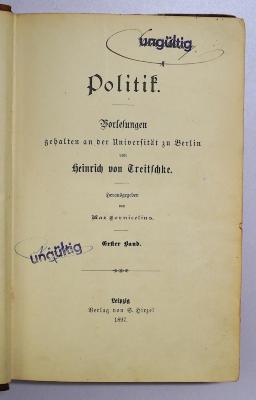 ungültig
Politik.
Vorlesungen
gehalten an der Universität zu Berlin
von
Heinrich von Treitschke.
Herausgegeben
von
Max Cornicelius.
Erster Band.
ungültig
Leipzig
Verlag von S. Hirzel
1897.